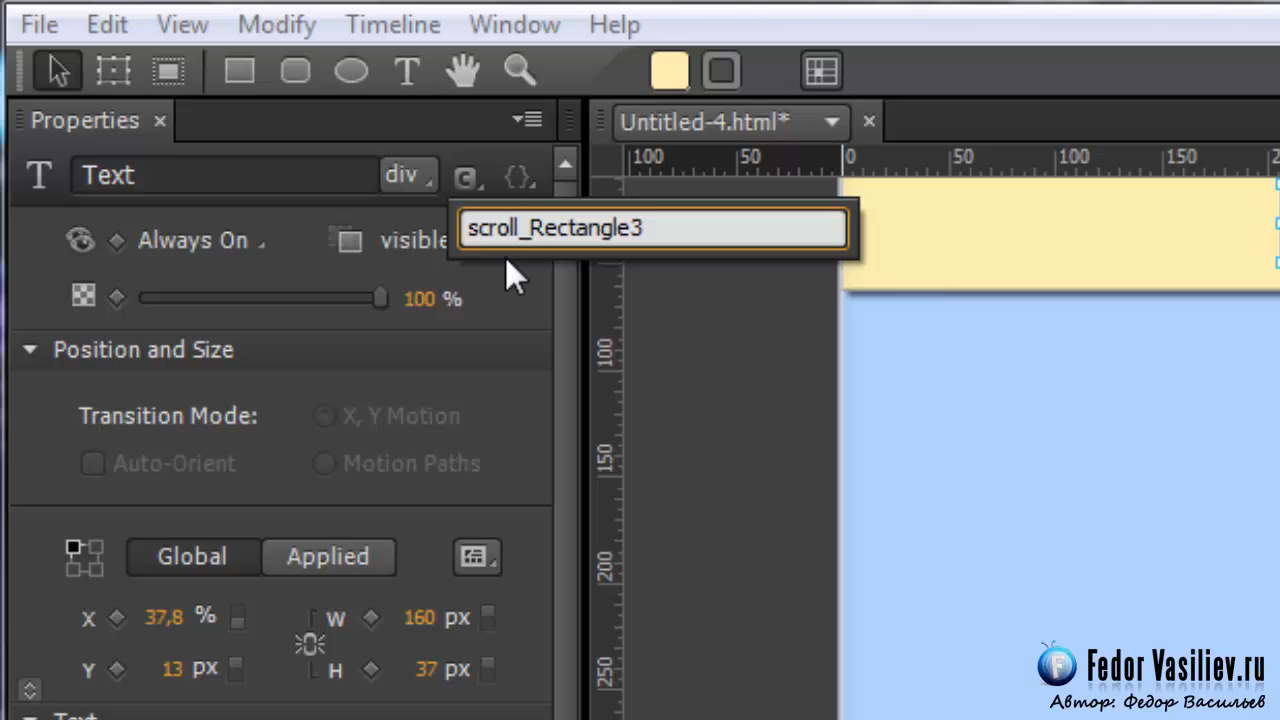 File Edit View Modify Timeline Window Help
Properties
Untitled-4.html*
100 50 0 50 100 150
Text div
scroll_Rectangle3
Always On visible
100 %
Position and Size
Transition Mode: X, Y Motion
Auto-Orient Motion Paths
Global Applied
X 37,8 % W 160 px
Y 13 px H 37 px
100
150
200
250
Fedor Vasiliev.ru
Автор: Федор Васильев